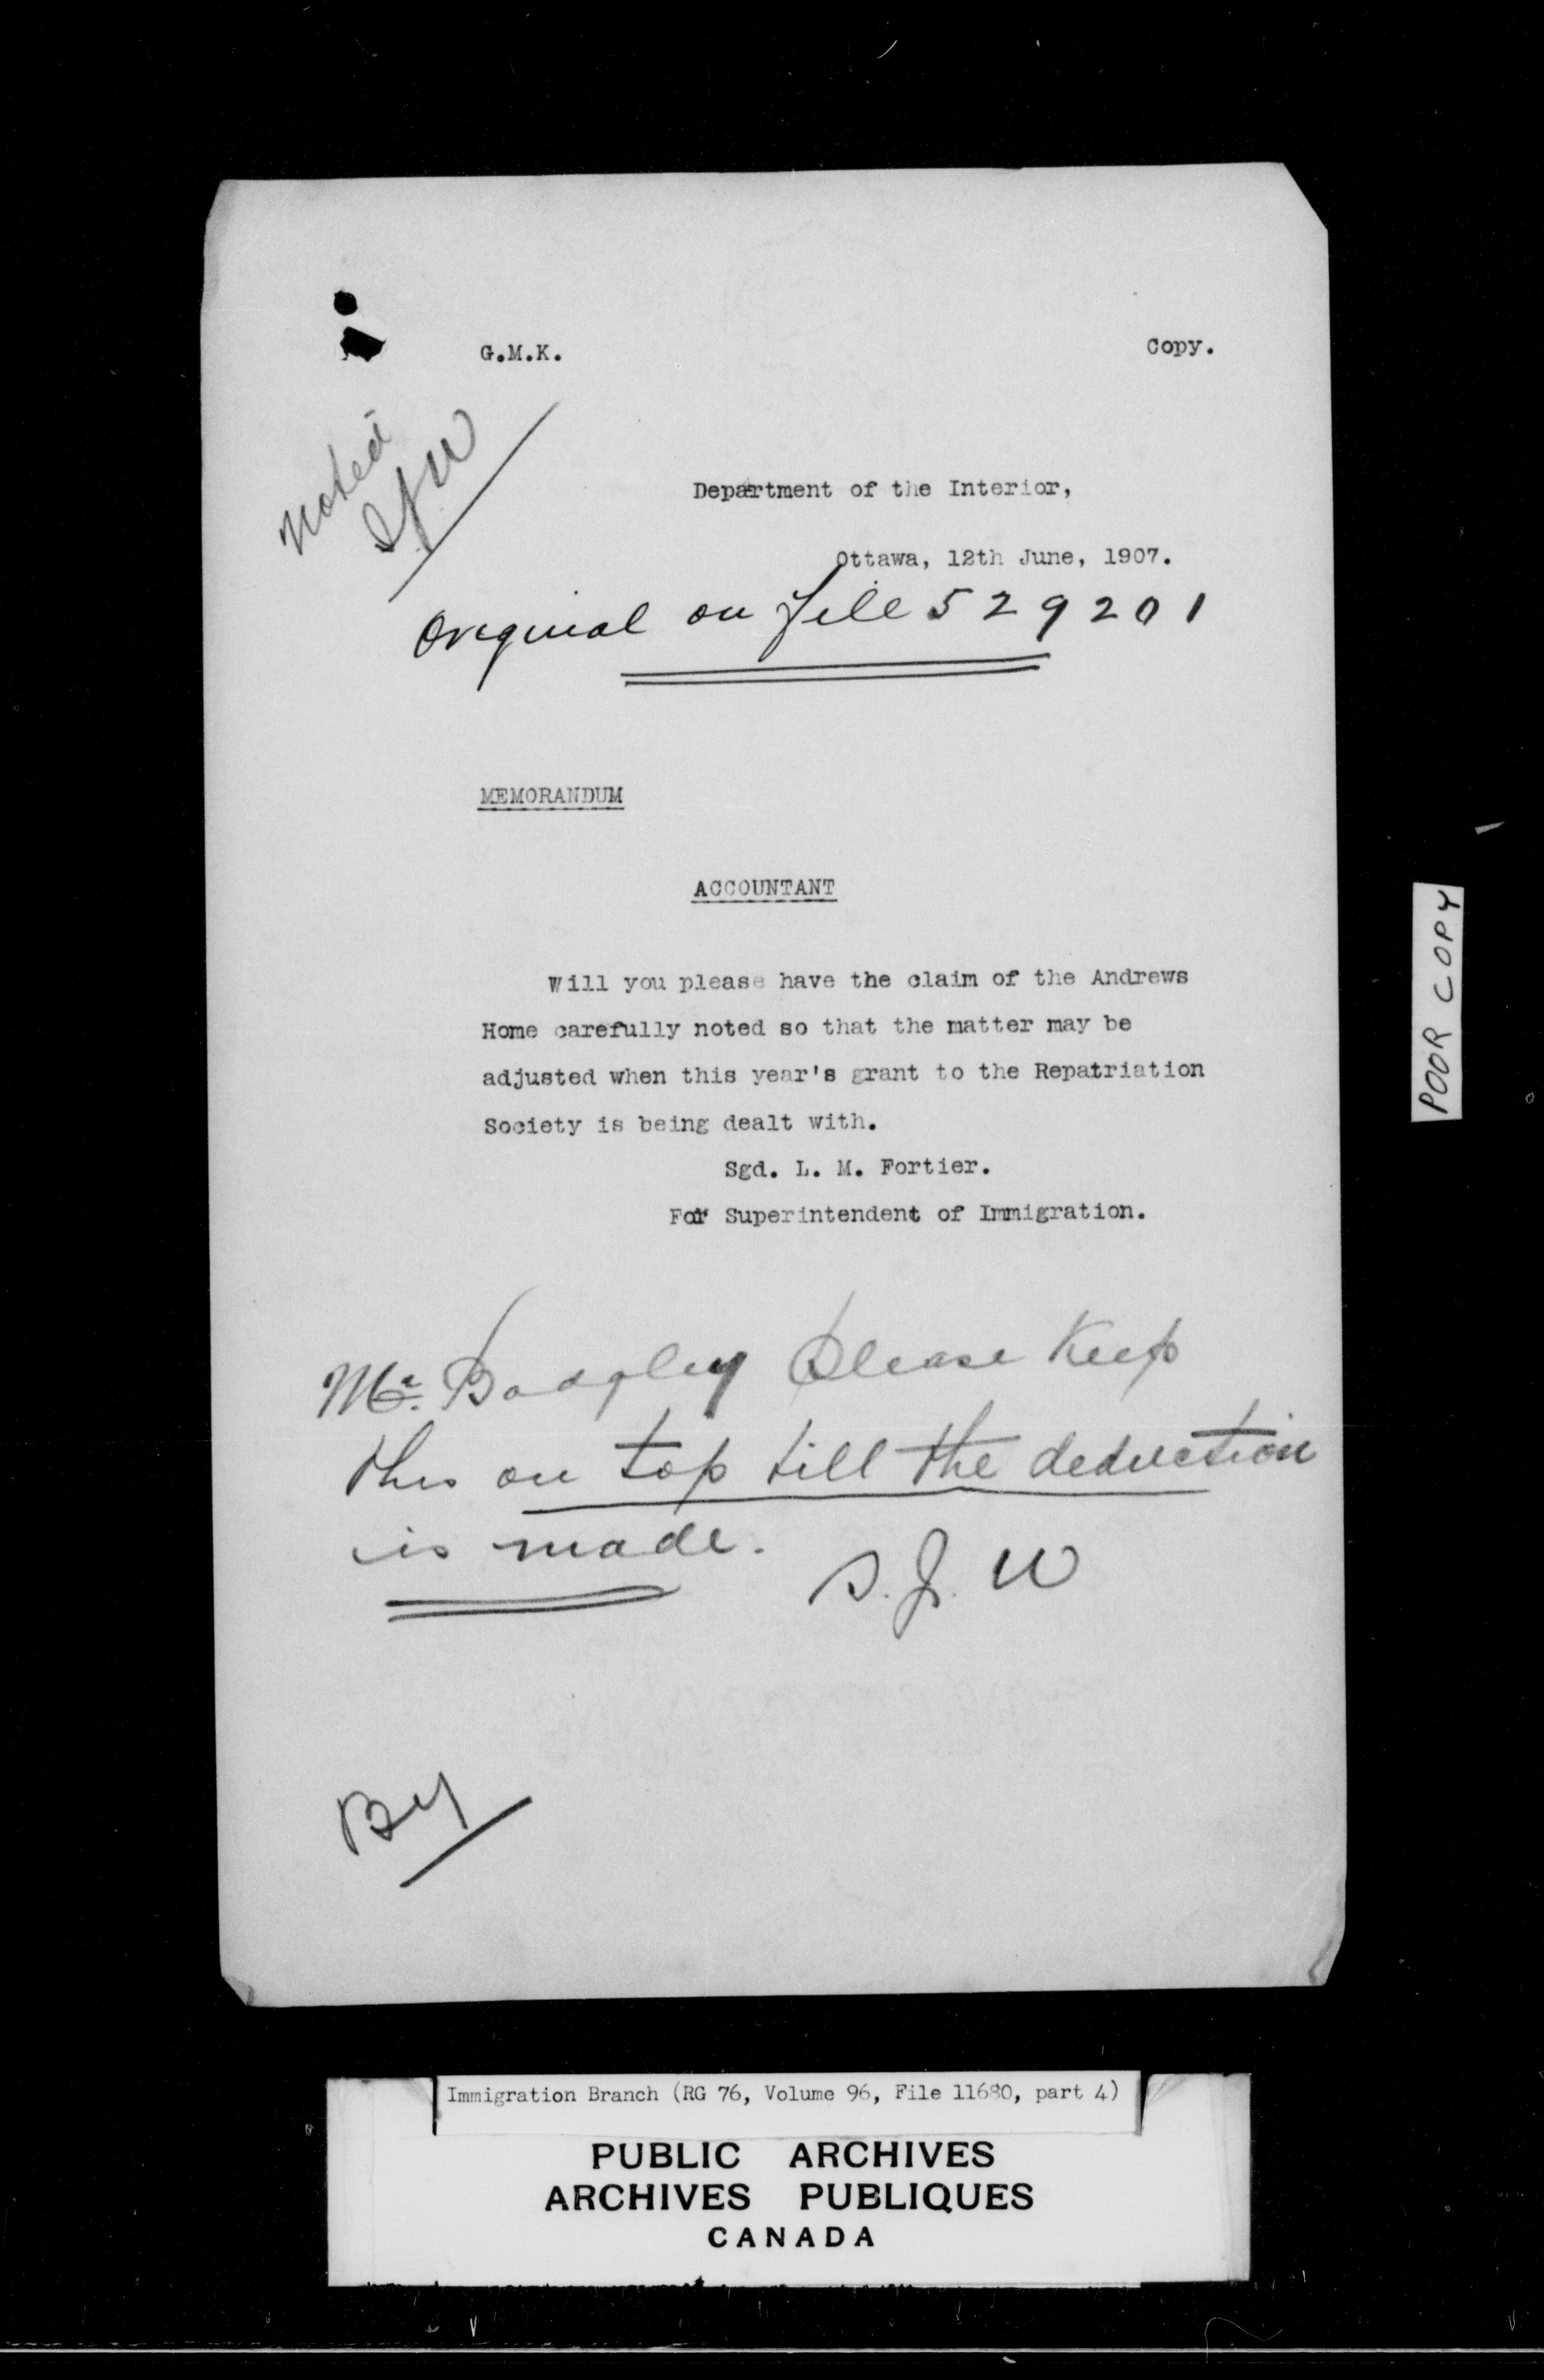 G.M.K.
Copy.
Noted
SJW
Department of the Interior,
Ottawa, 12th June, 1907.
Original on file 529201
MEMORANDUM
ACCOUNTANT
Will you please have the claim of the Andrews
Home carefully noted so that the matter may be
adjusted when this year's grant to the Repatriation
Society is being dealt with.
Sgd. L. M. Fortier.
For Superintendent of Immigration.
Mr. Badgley Please Keep
this on top till the deduction
is made.
S.J. W
By
POOR COPY
Immigration Branch (RG 76, Volume 96, File 11680, part 4)
PUBLIC ARCHIVES
ARCHIVES PUBLIQUES
CANADA